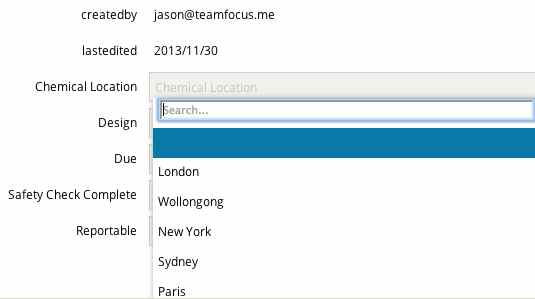 createdby jason@teamfocus.me
lastedited 2013/11/30
Chemical Location Chemical Location
Search...
Design
Due
London
Safety Check Complete
Wollongong
Reportable New York
Sydney
Paris